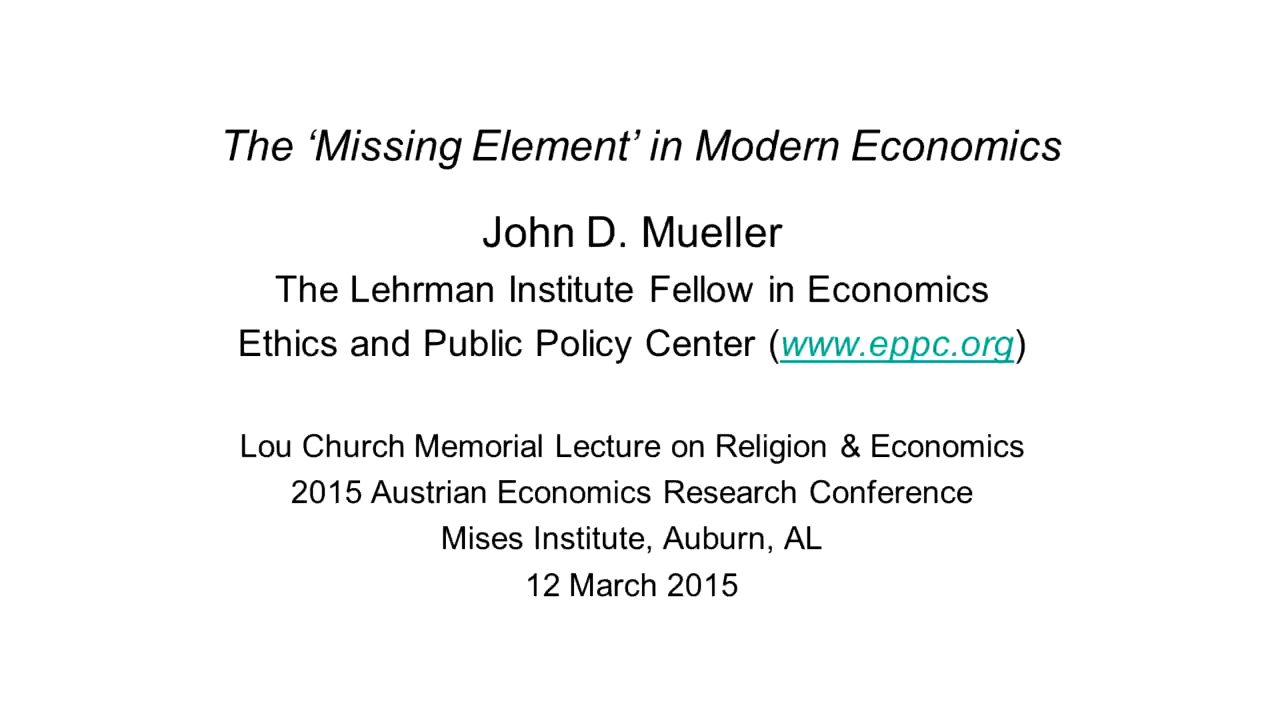 The ‘Missing Element’ in Modern Economics
John D. Mueller
The Lehrman Institute Fellow in Economics
Ethics and Public Policy Center (www.eppc.org)
Lou Church Memorial Lecture on Religion & Economics
2015 Austrian Economics Research Conference
Mises Institute, Auburn, AL
12 March 2015